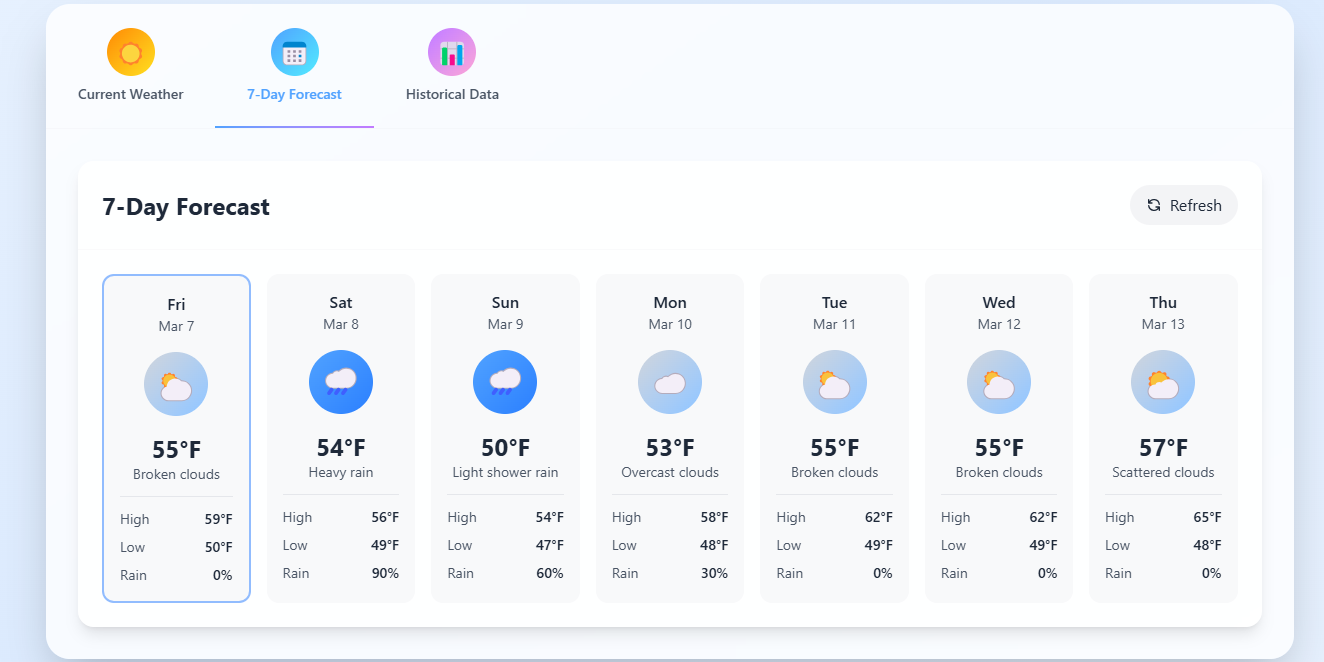 Current Weather
7-Day Forecast
Historical Data
7-Day Forecast
Refresh
Fri
Mar 7
55°F
Broken clouds
High 59°F
Low 50°F
Rain 0%
Sat
Mar 8
54°F
Heavy rain
High 56°F
Low 49°F
Rain 90%
Sun
Mar 9
50°F
Light shower rain
High 54°F
Low 47°F
Rain 60%
Mon
Mar 10
53°F
Overcast clouds
High 58°F
Low 48°F
Rain 30%
Tue
Mar 11
55°F
Broken clouds
High 62°F
Low 49°F
Rain 0%
Wed
Mar 12
55°F
Broken clouds
High 62°F
Low 49°F
Rain 0%
Thu
Mar 13
57°F
Scattered clouds
High 65°F
Low 48°F
Rain 0%